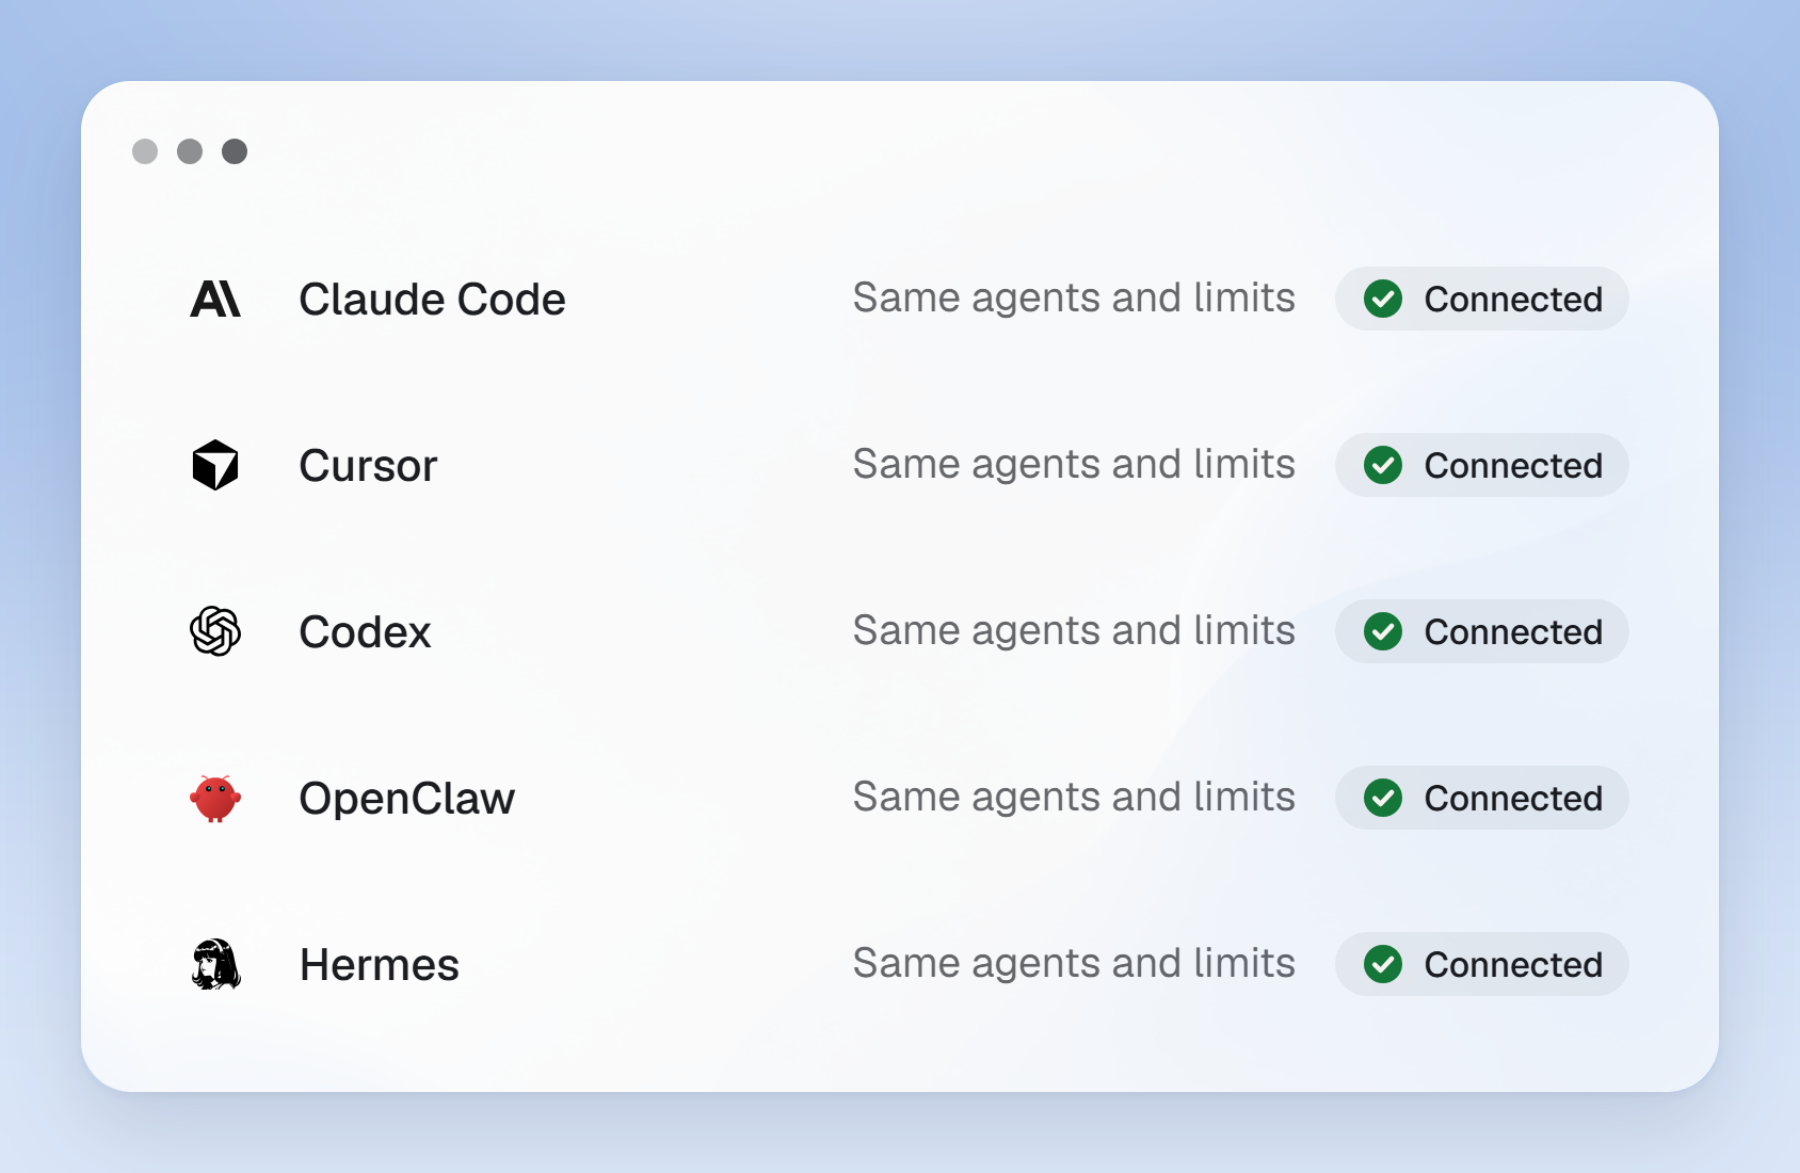 Claude Code Same agents and limits Connected
Cursor Same agents and limits Connected
Codex Same agents and limits Connected
OpenClaw Same agents and limits Connected
Hermes Same agents and limits Connected